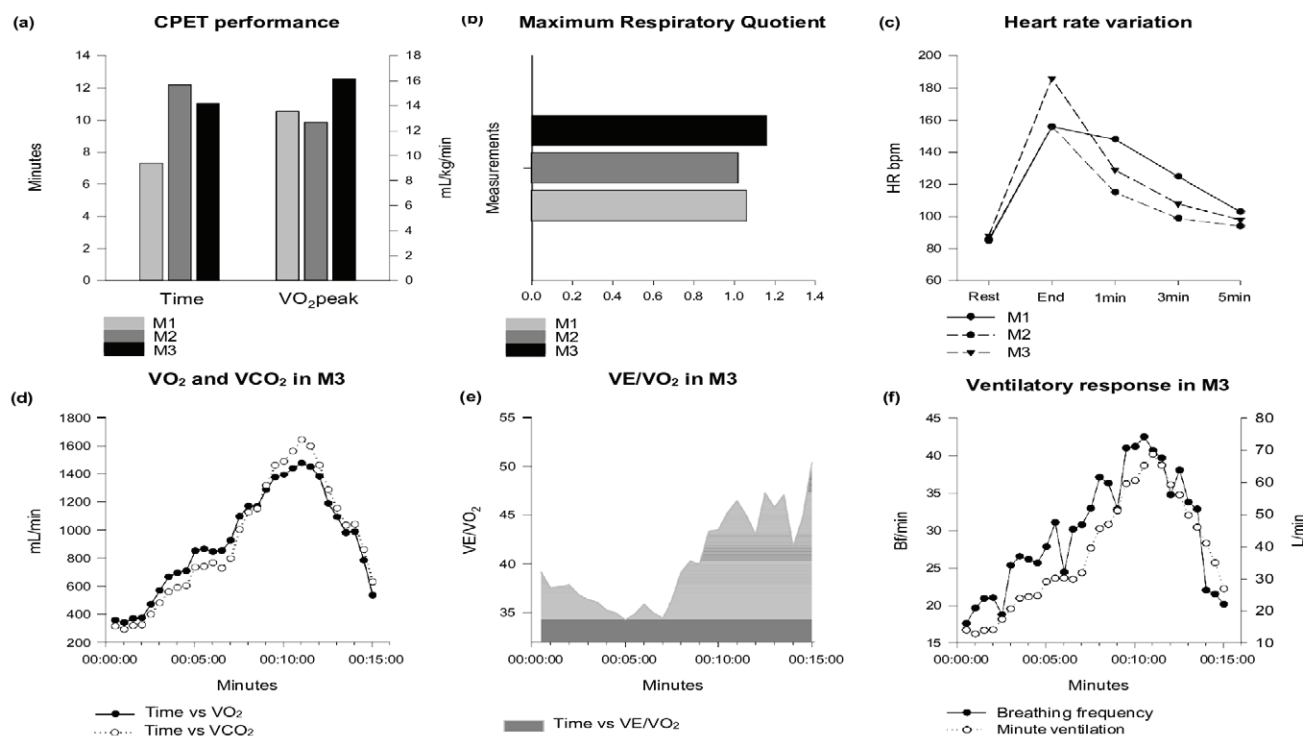 (a) CPET performance
14
12
10
8
6
4
2
0
Minutes
18
16
14
12
10
8
6
4
2
0
mL/kg/min
Time VO₂peak
M1
M2
M3
(b) Maximum Respiratory Quotient
Measurements
0.0 0.2 0.4 0.6 0.8 1.0 1.2 1.4
M1
M2
M3
(c) Heart rate variation
200
180
160
140
120
100
80
60
HR bpm
Rest End 1min 3min 5min
M1
M2
M3
(d) VO₂ and VCO₂ in M3
1800
1600
1400
1200
1000
800
600
400
200
mL/min
00:00:00 00:05:00 00:10:00 00:15:00
Minutes
Time vs VO₂
Time vs VCO₂
(e) VE/VO₂ in M3
55
50
45
40
35
VE/VO₂
00:00:00 00:05:00 00:10:00 00:15:00
Minutes
Time vs VE/VO₂
(f) Ventilatory response in M3
45
40
35
30
25
20
15
Bf/min
80
70
60
50
40
30
20
10
L/min
00:00:00 00:05:00 00:10:00 00:15:00
Minutes
Breathing frequency
Minute ventilation